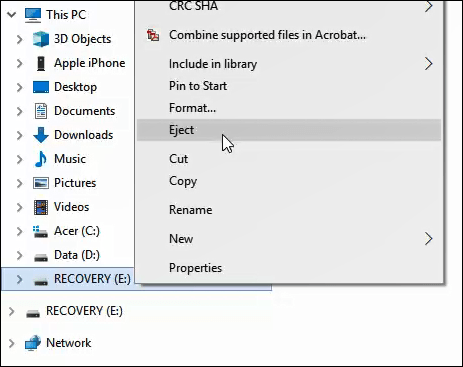 This PC
3D Objects
Apple iPhone
Desktop
Documents
Downloads
Music
Pictures
Videos
Acer (C:)
Data (D:)
RECOVERY (E:)
RECOVERY (E:)
Network
CRC SHA
Combine supported files in Acrobat...
Include in library
Pin to Start
Format...
Eject
Cut
Copy
Rename
New
Properties